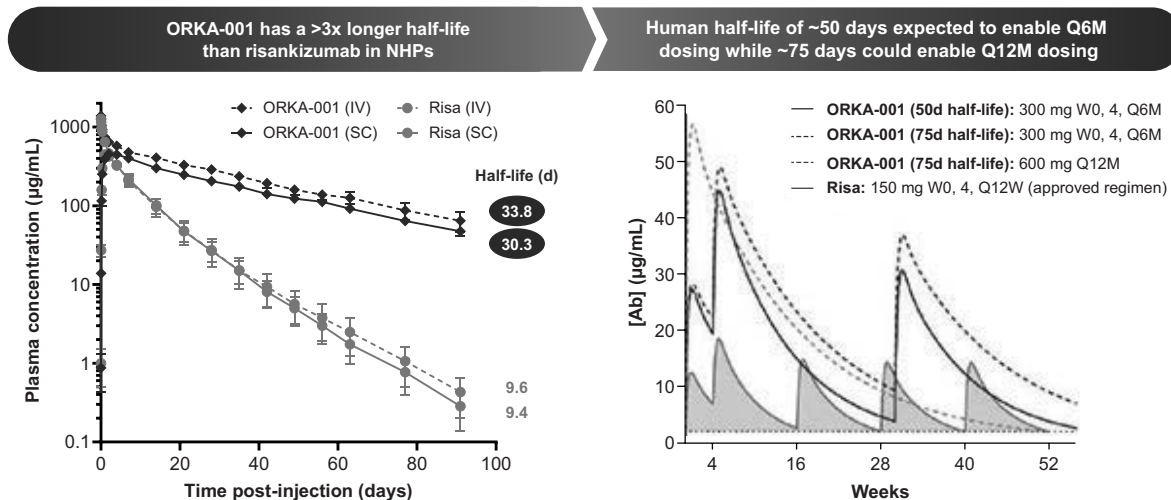 ORKA-001 has a >3x longer half-life
than risankizumab in NHPs
Human half-life of ~50 days expected to enable Q6M
dosing while ~75 days could enable Q12M dosing
ORKA-001 (IV)
Risa (IV)
ORKA-001 (SC)
Risa (SC)
Half-life (d)
33.8
30.3
9.6
9.4
Plasma concentration (µg/mL)
1000
100
10
1
0.1
0
20
40
60
80
100
Time post-injection (days)
ORKA-001 (50d half-life): 300 mg W0, 4, Q6M
ORKA-001 (75d half-life): 300 mg W0, 4, Q6M
ORKA-001 (75d half-life): 600 mg Q12M
Risa: 150 mg W0, 4, Q12W (approved regimen)
[Ab] (µg/mL)
60
50
40
30
20
10
0
4
16
28
40
52
Weeks